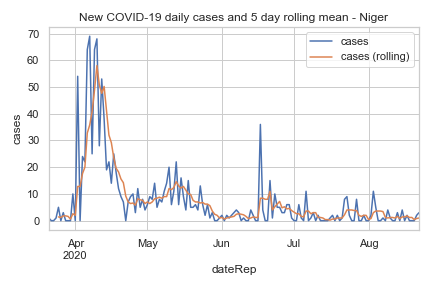 New COVID-19 daily cases and 5 day rolling mean - Niger
cases
cases (rolling)
70
60
50
40
30
20
10
0
cases
Apr
2020
May
Jun
Jul
Aug
dateRep